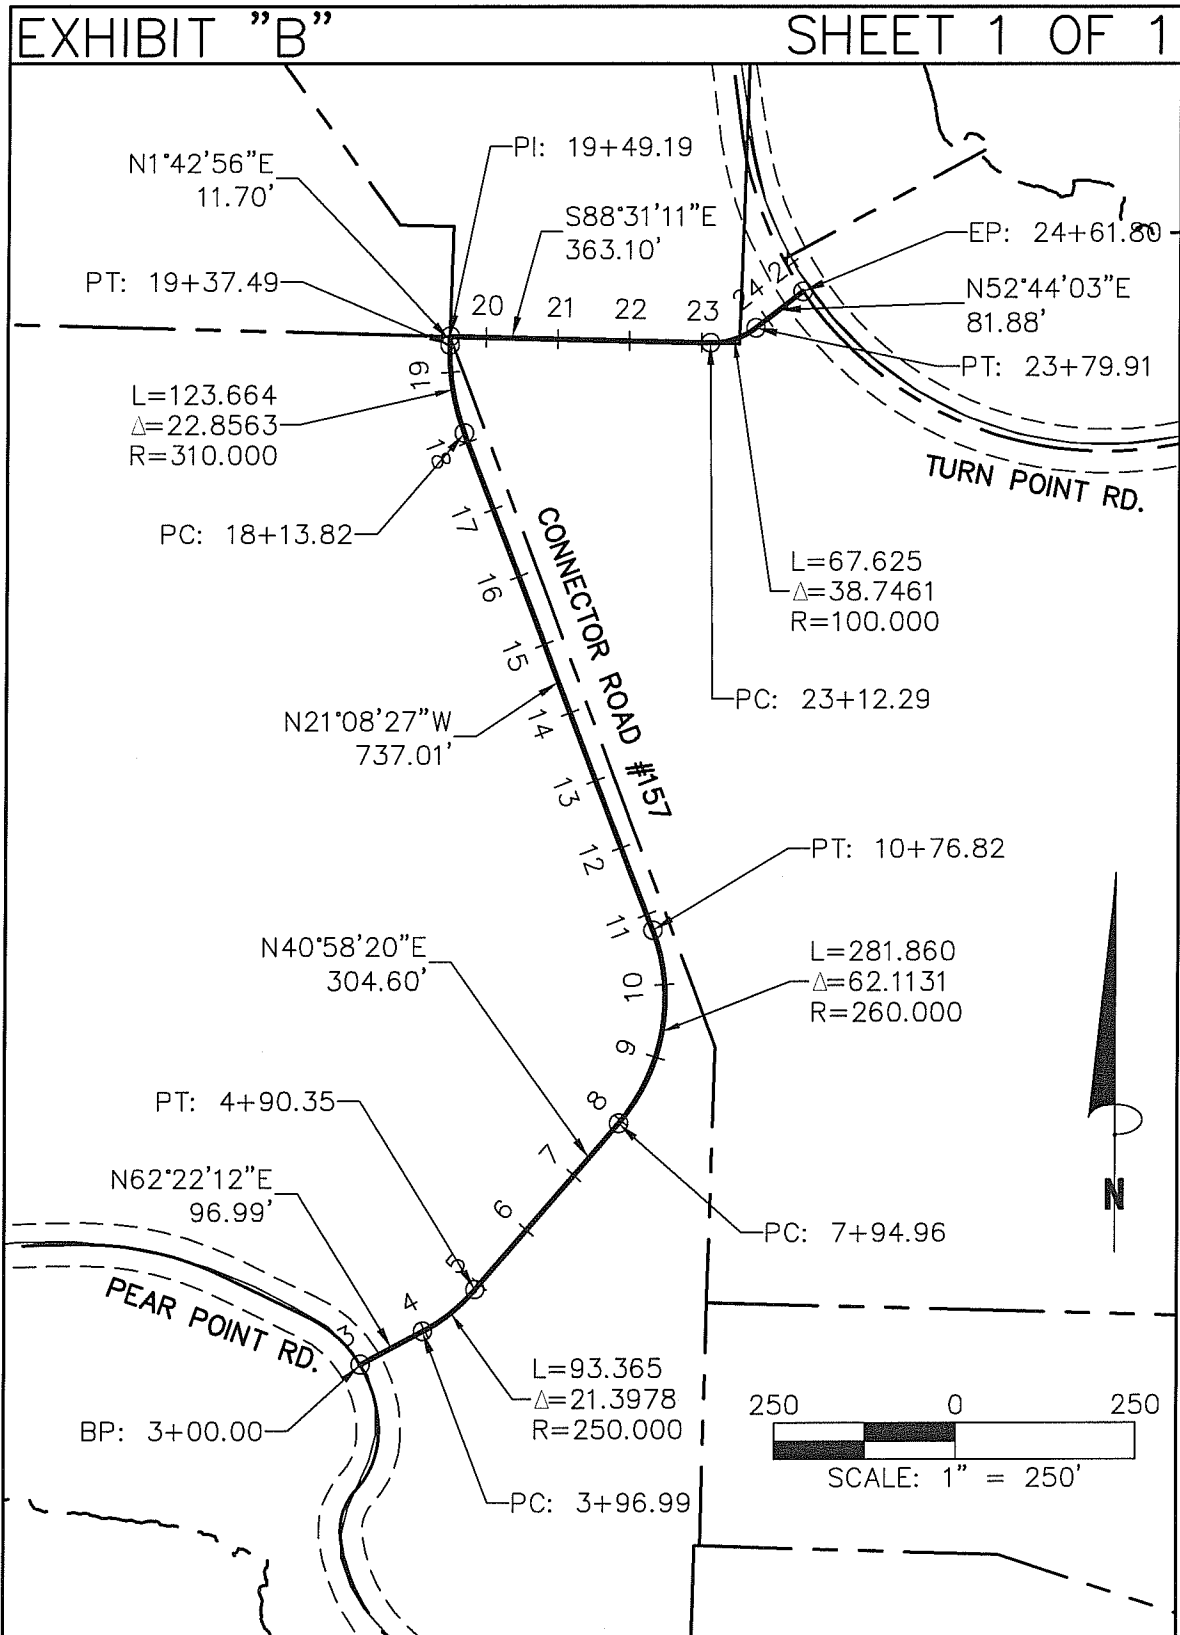 EXHIBIT "B"
SHEET 1 OF 1
N1°42'56"E
11.70'
PI: 19+49.19
S88°31'11"E
363.10'
EP: 24+61.80
PT: 19+37.49
N52°44'03"E
81.88'
20
21
22
23
24
24
PT: 23+79.91
19
L=123.664
Δ=22.8563
R=310.000
18
TURN POINT RD.
PC: 18+13.82
17
CONNECTOR ROAD #157
L=67.625
Δ=38.7461
R=100.000
16
15
PC: 23+12.29
N21°08'27"W
737.01'
14
13
12
PT: 10+76.82
11
N40°58'20"E
304.60'
L=281.860
Δ=62.1131
R=260.000
10
9
8
PT: 4+90.35
7
N62°22'12"E
96.99'
N
6
PC: 7+94.96
5
PEAR POINT RD.
4
3
L=93.365
Δ=21.3978
R=250.000
250
0
250
BP: 3+00.00
SCALE: 1" = 250'
PC: 3+96.99